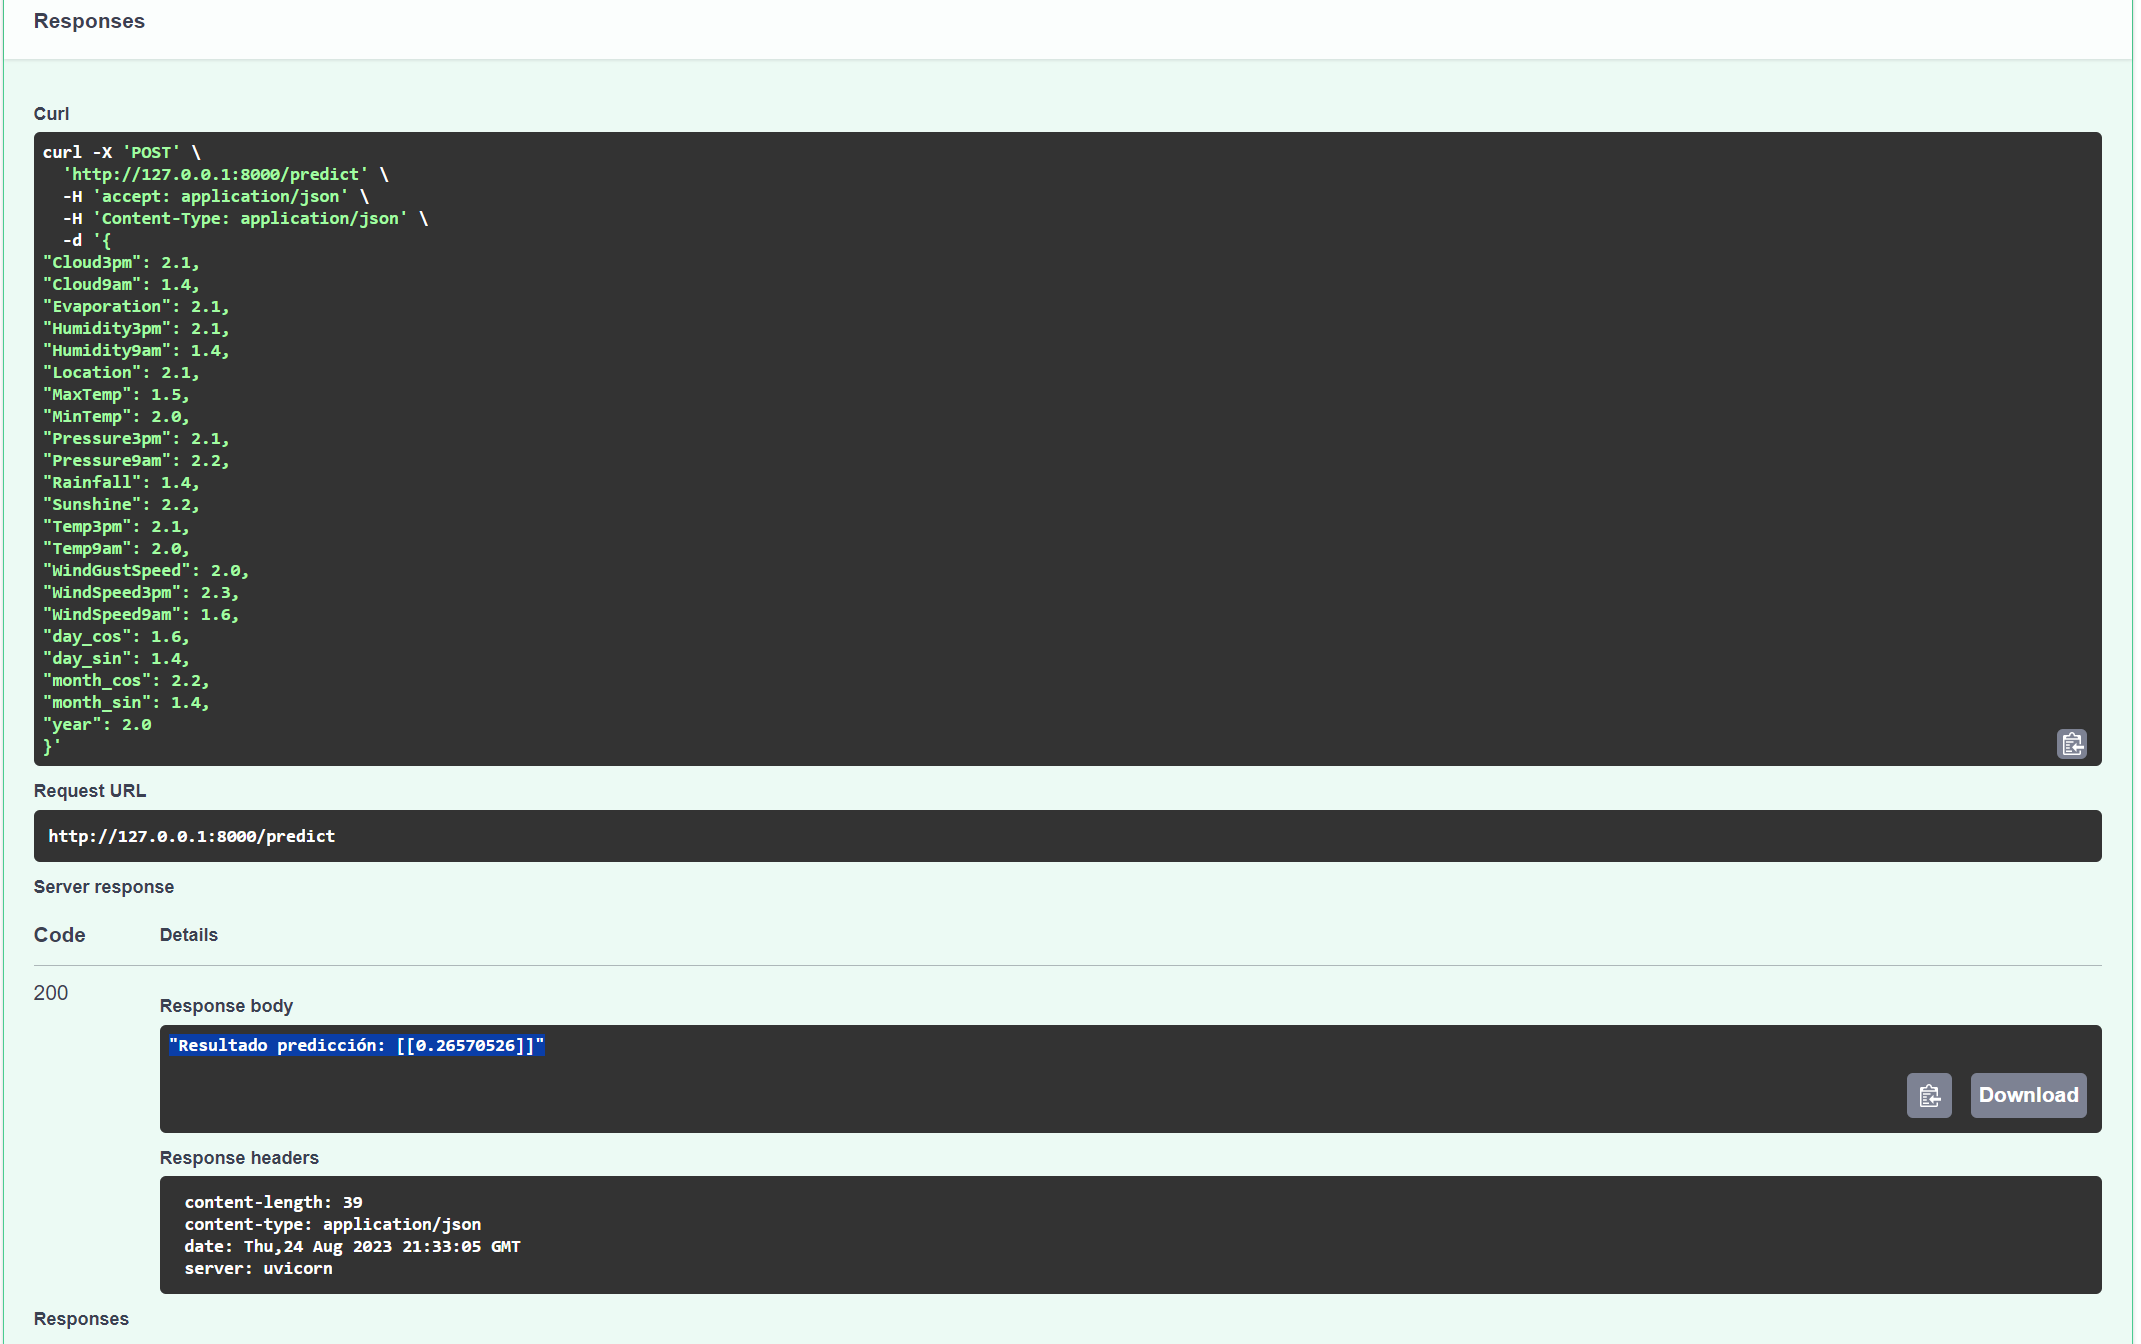 Responses
Curl
curl -X 'POST' \
  'http://127.0.0.1:8000/predict' \
  -H 'accept: application/json' \
  -H 'Content-Type: application/json' \
  -d '{
"Cloud3pm": 2.1,
"Cloud9am": 1.4,
"Evaporation": 2.1,
"Humidity3pm": 2.1,
"Humidity9am": 1.4,
"Location": 2.1,
"MaxTemp": 1.5,
"MinTemp": 2.0,
"Pressure3pm": 2.1,
"Pressure9am": 2.2,
"Rainfall": 1.4,
"Sunshine": 2.2,
"Temp3pm": 2.1,
"Temp9am": 2.0,
"WindGustSpeed": 2.0,
"WindSpeed3pm": 2.3,
"WindSpeed9am": 1.6,
"day_cos": 1.6,
"day_sin": 1.4,
"month_cos": 2.2,
"month_sin": 1.4,
"year": 2.0
}'
Request URL
http://127.0.0.1:8000/predict
Server response
Code Details
200
Response body
"Resultado predicción: [[0.26570526]]"
Download
Response headers
content-length: 39
content-type: application/json
date: Thu,24 Aug 2023 21:33:05 GMT
server: uvicorn
Responses